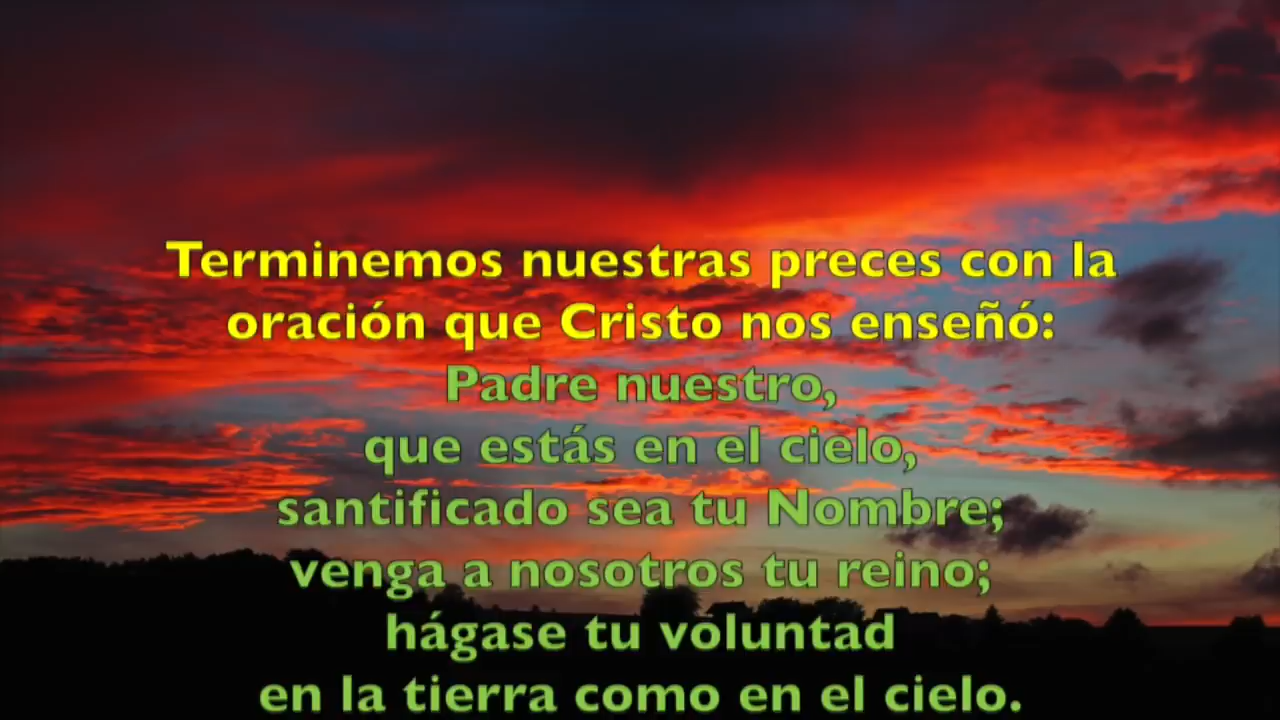 Terminemos nuestras preces con la
oración que Cristo nos enseñó:
Padre nuestro,
que estás en el cielo,
santificado sea tu Nombre;
venga a nosotros tu reino;
hágase tu voluntad
en la tierra como en el cielo.